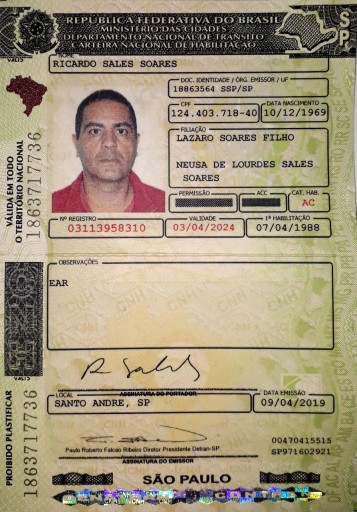 REPÚBLICA FEDERATIVA DO BRASIL
MINISTÉRIO DAS CIDADES
DEPARTAMENTO NACIONAL DE TRÂNSITO
CARTEIRA NACIONAL DE HABILITAÇÃO
SP
NOME
RICARDO SALES SOARES
DOC. IDENTIDADE / ÓRG. EMISSOR / UF
18863564 SSP/SP
CPF
DATA NASCIMENTO
124.403.718-40
10/12/1969
FILIAÇÃO
LAZARO SOARES FILHO
NEUSA DE LOURDES SALES
SOARES
PERMISSÃO
ACC
CAT. HAB.
AC
Nº REGISTRO
VALIDADE
1ª HABILITAÇÃO
03113958310
03/04/2024
07/04/1988
VÁLIDA EM TODO
O TERRITÓRIO NACIONAL
1863717736
OBSERVAÇÕES
EAR
ASSINATURA DO PORTADOR
LOCAL
DATA EMISSÃO
SANTO ANDRE, SP
09/04/2019
PROIBIDO PLASTIFICAR
1863717736
Paulo Roberto Falcão Ribeiro Diretor Presidente Detran-SP
00470415515
SP971602921
ASSINATURA DO EMISSOR
SÃO PAULO